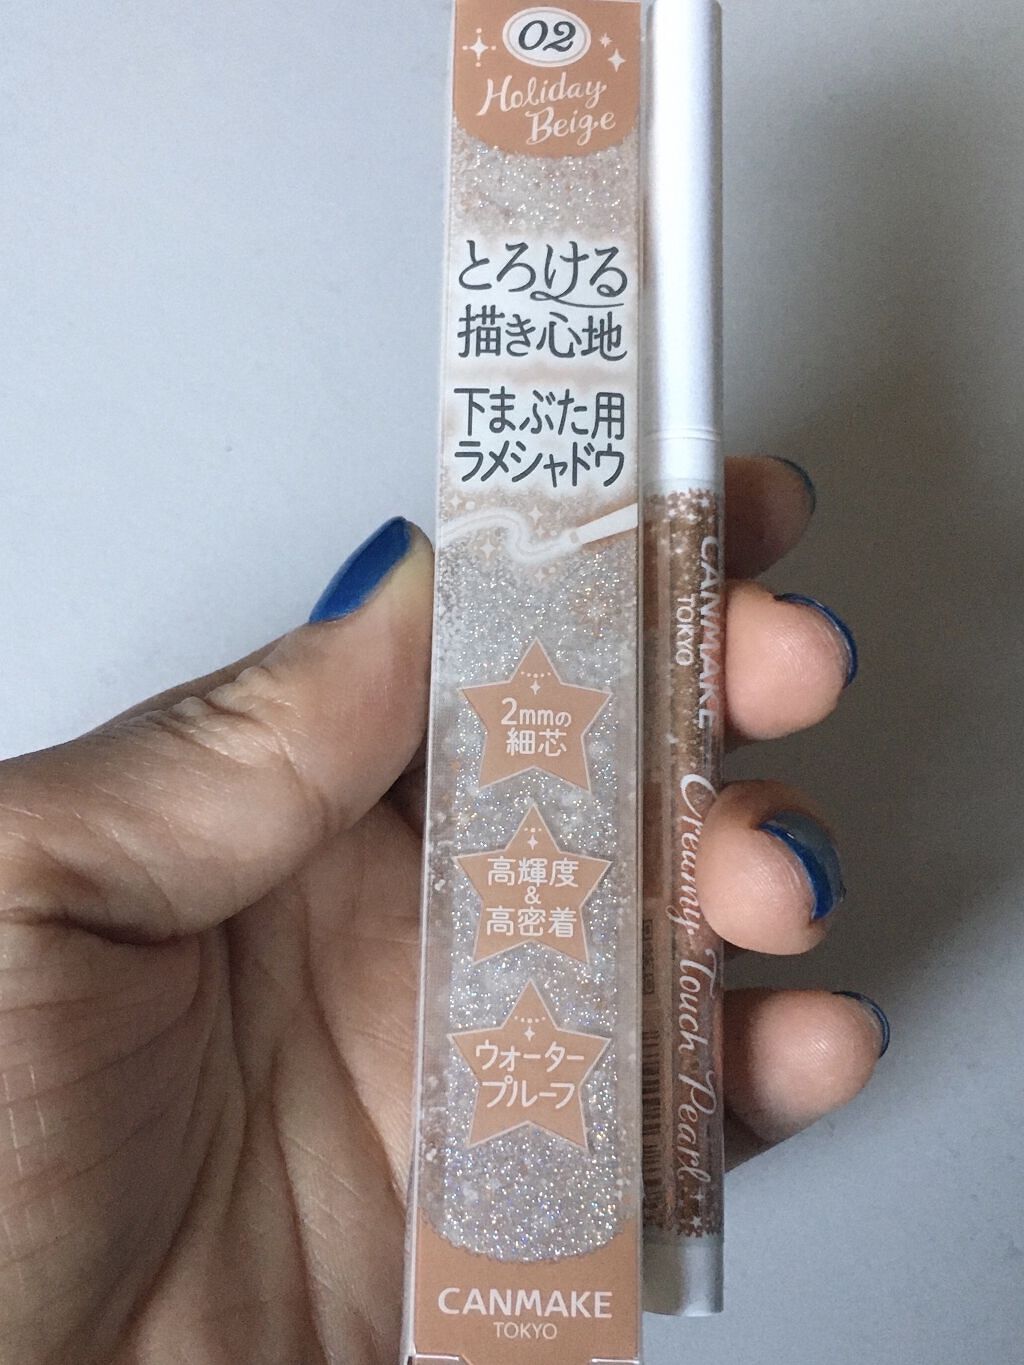 02
Holiday
Beige
とろける
描き心地
下まぶた用
ラメシャドウ
2mmの
細芯
高輝度
&
高密着
ウォーター
プルーフ
CANMAKE
TOKYO
CANMAKE
TOKYO
Creamy Touch Pearl